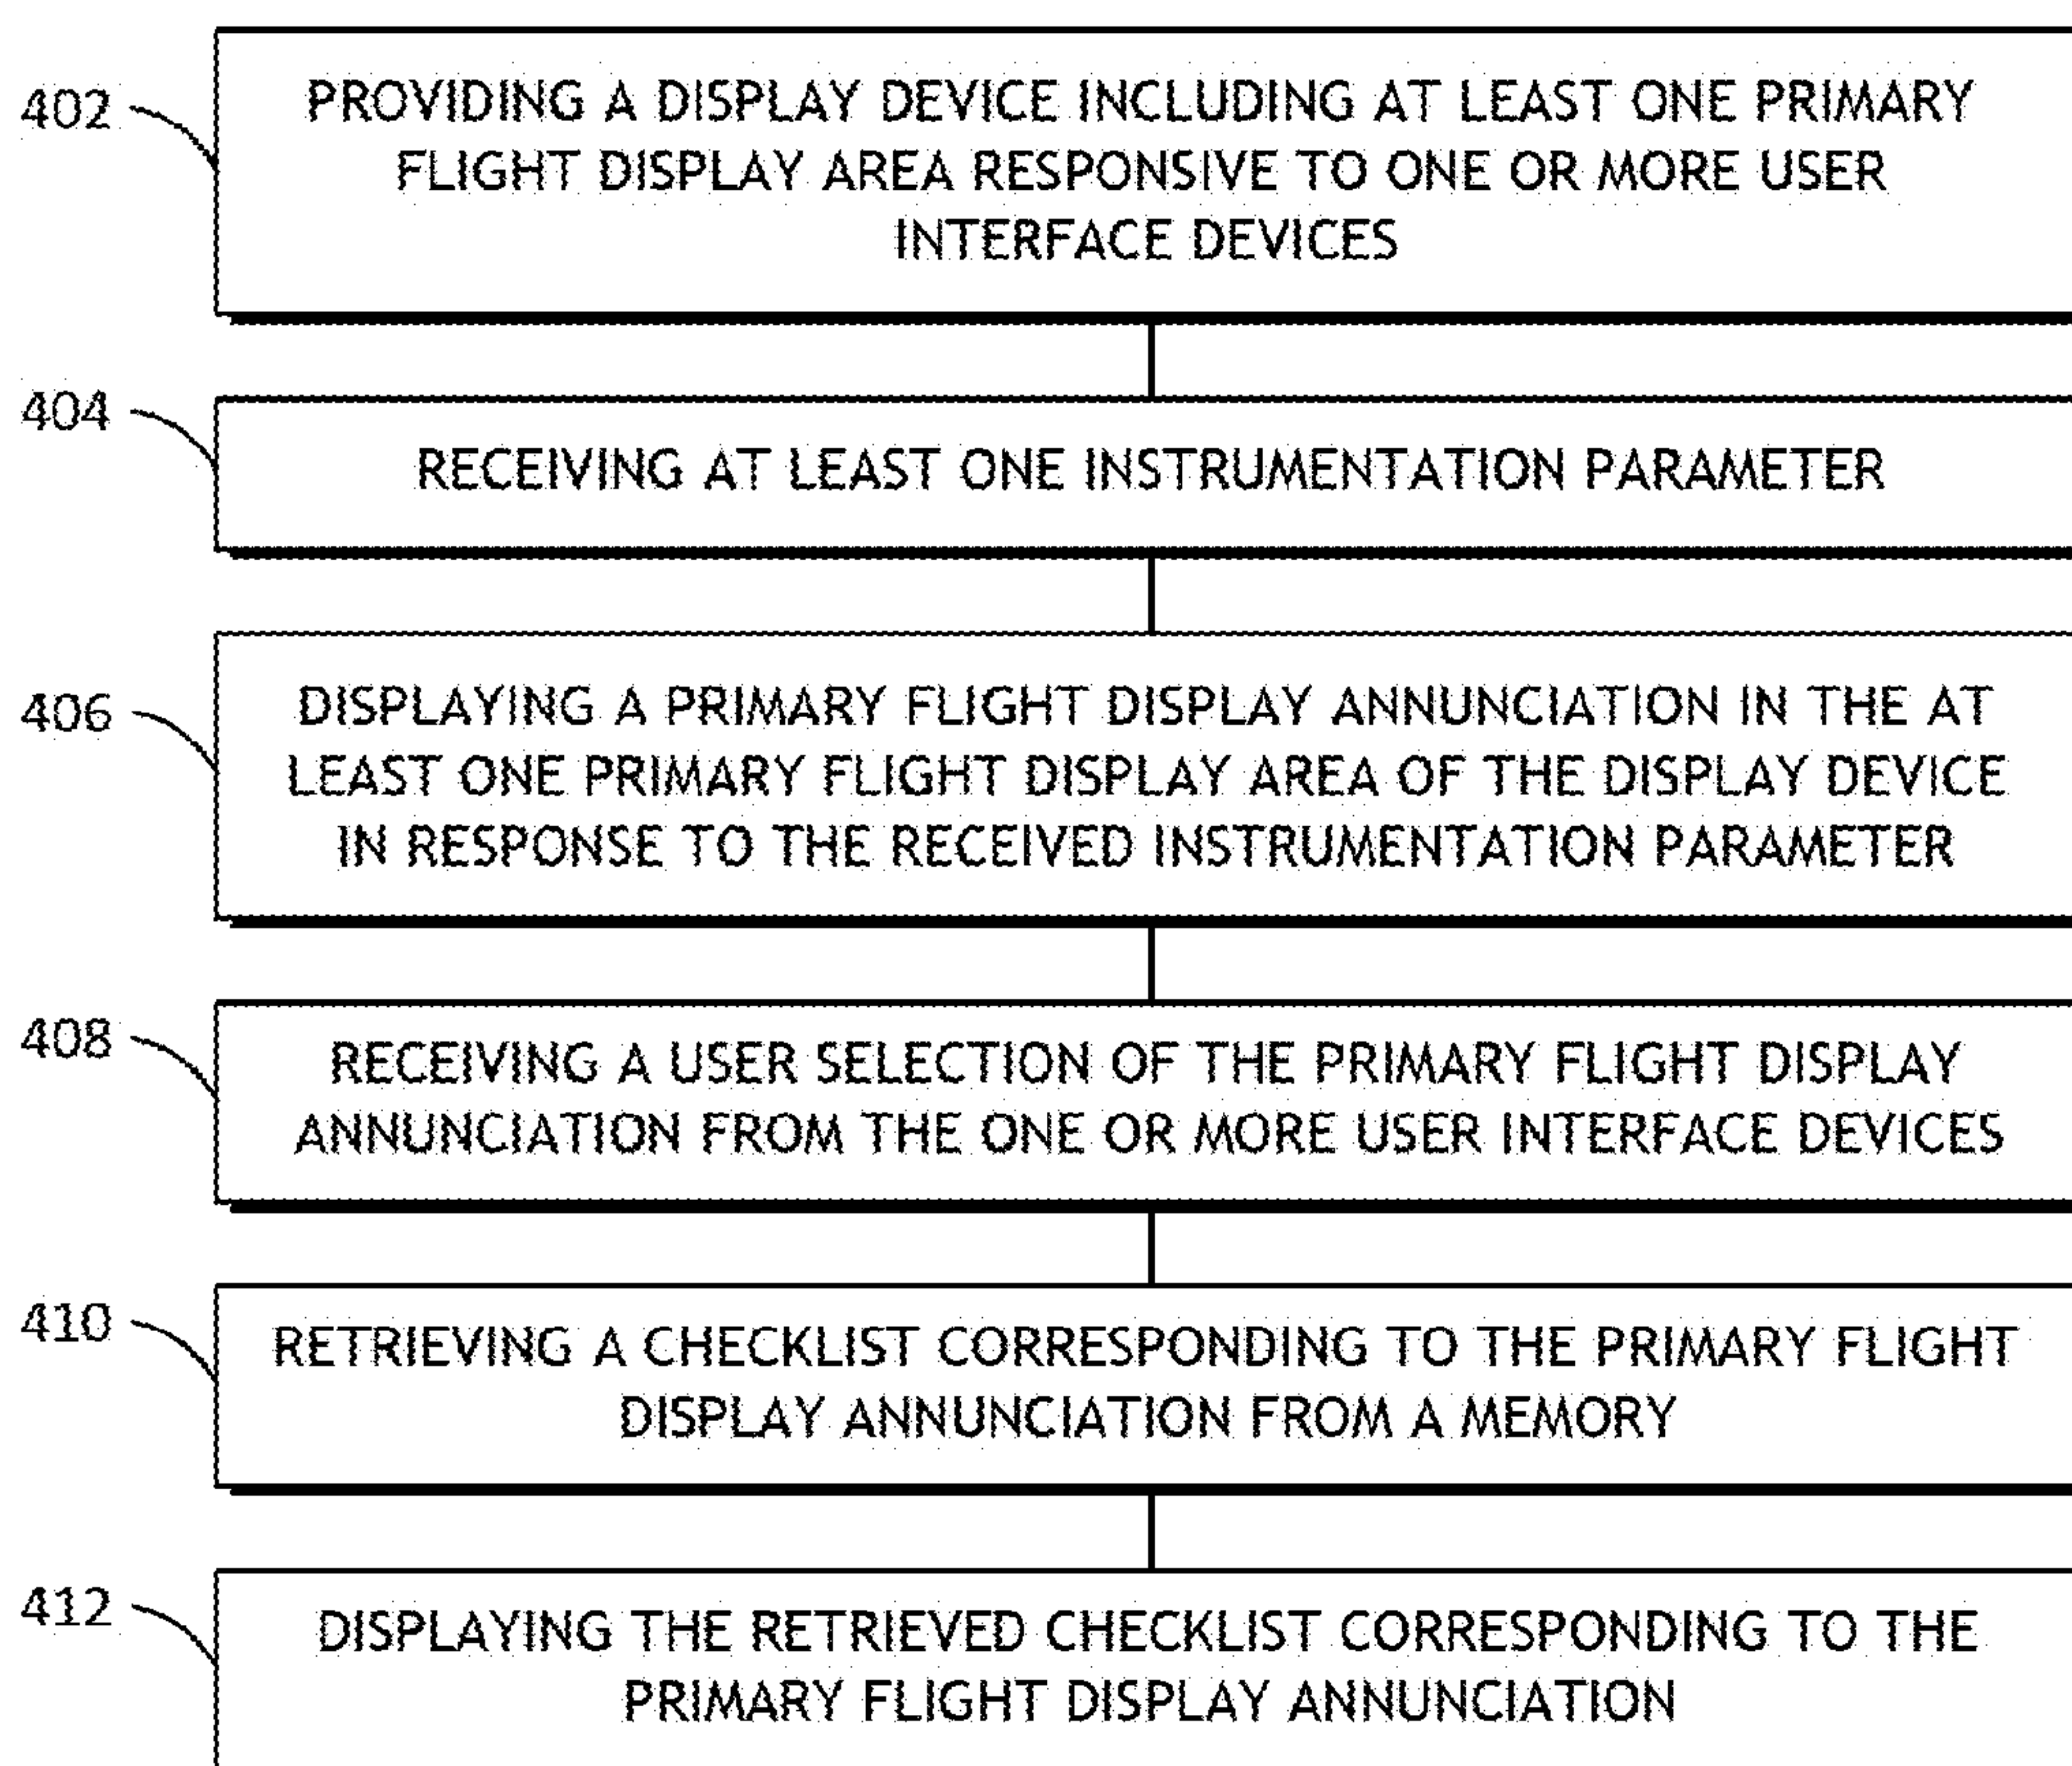 402
PROVIDING A DISPLAY DEVICE INCLUDING AT LEAST ONE PRIMARY
FLIGHT DISPLAY AREA RESPONSIVE TO ONE OR MORE USER
INTERFACE DEVICES
404
RECEIVING AT LEAST ONE INSTRUMENTATION PARAMETER
406
DISPLAYING A PRIMARY FLIGHT DISPLAY ANNUNCIATION IN THE AT
LEAST ONE PRIMARY FLIGHT DISPLAY AREA OF THE DISPLAY DEVICE
IN RESPONSE TO THE RECEIVED INSTRUMENTATION PARAMETER
408
RECEIVING A USER SELECTION OF THE PRIMARY FLIGHT DISPLAY
ANNUNCIATION FROM THE ONE OR MORE USER INTERFACE DEVICES
410
RETRIEVING A CHECKLIST CORRESPONDING TO THE PRIMARY FLIGHT
DISPLAY ANNUNCIATION FROM A MEMORY
412
DISPLAYING THE RETRIEVED CHECKLIST CORRESPONDING TO THE
PRIMARY FLIGHT DISPLAY ANNUNCIATION